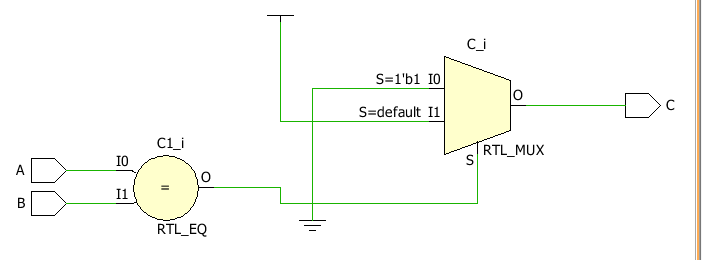 C_i
S=1'b1 I0
O
C
S=default I1
C1_i
RTL_MUX
S
A
I0
O
=
B
I1
RTL_EQ